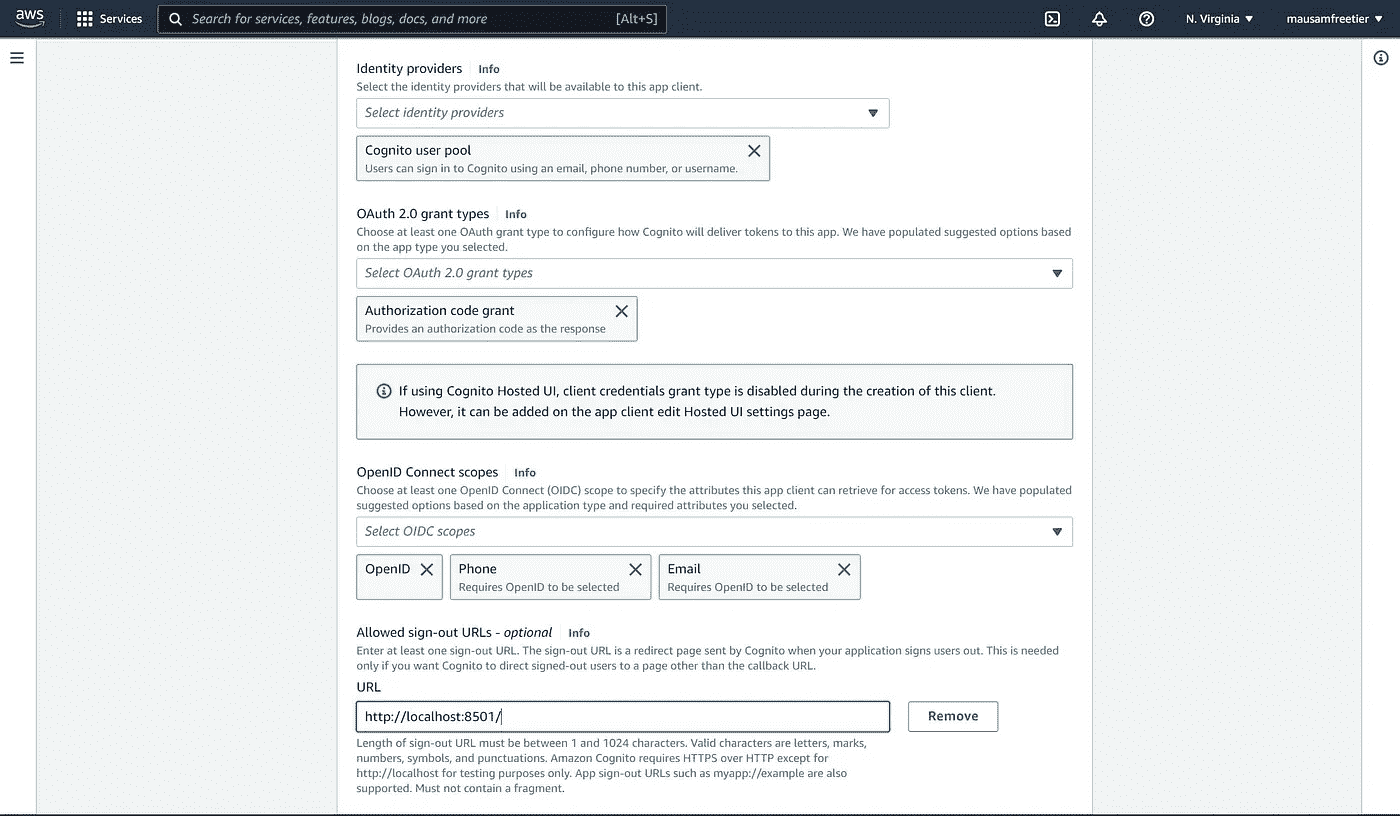 aws Services Search for services, features, blogs, docs, and more [Alt+S] N. Virginia mausamfreetier
Identity providers Info
Select the identity providers that will be available to this app client.
Select identity providers
Cognito user pool
Users can sign in to Cognito using an email, phone number, or username.
OAuth 2.0 grant types Info
Choose at least one OAuth grant type to configure how Cognito will deliver tokens to this app. We have populated suggested options based
on the app type you selected.
Select OAuth 2.0 grant types
Authorization code grant
Provides an authorization code as the response
If using Cognito Hosted UI, client credentials grant type is disabled during the creation of this client.
However, it can be added on the app client edit Hosted UI settings page.
OpenID Connect scopes Info
Choose at least one OpenID Connect (OIDC) scope to specify the attributes this app client can retrieve for access tokens. We have populated
suggested options based on the application type and required attributes you selected.
Select OIDC scopes
OpenID Phone Email
Requires OpenID to be selected Requires OpenID to be selected
Allowed sign-out URLs - optional Info
Enter at least one sign-out URL. The sign-out URL is a redirect page sent by Cognito when your application signs users out. This is needed
only if you want Cognito to direct signed-out users to a page other than the callback URL.
URL
http://localhost:8501/ Remove
Length of sign-out URL must be between 1 and 1024 characters. Valid characters are letters, marks,
numbers, symbols, and punctuations. Amazon Cognito requires HTTPS over HTTP except for
http://localhost for testing purposes only. App sign-out URLs such as myapp://example are also
supported. Must not contain a fragment.